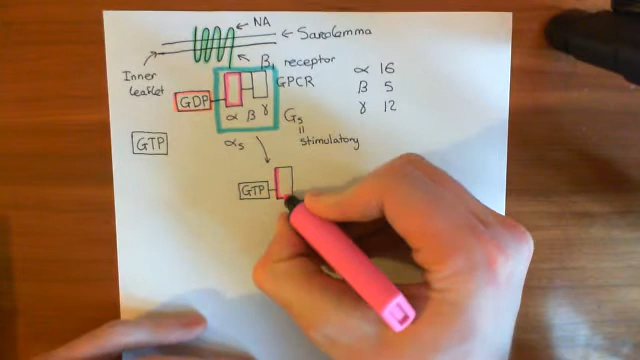 NA
Sarcolemma
β1 receptor
GPCR
Inner
leaflet
GDP
α β γ
Gs
=
stimulatory
αs
GTP
GTP
α 16
β 5
γ 12